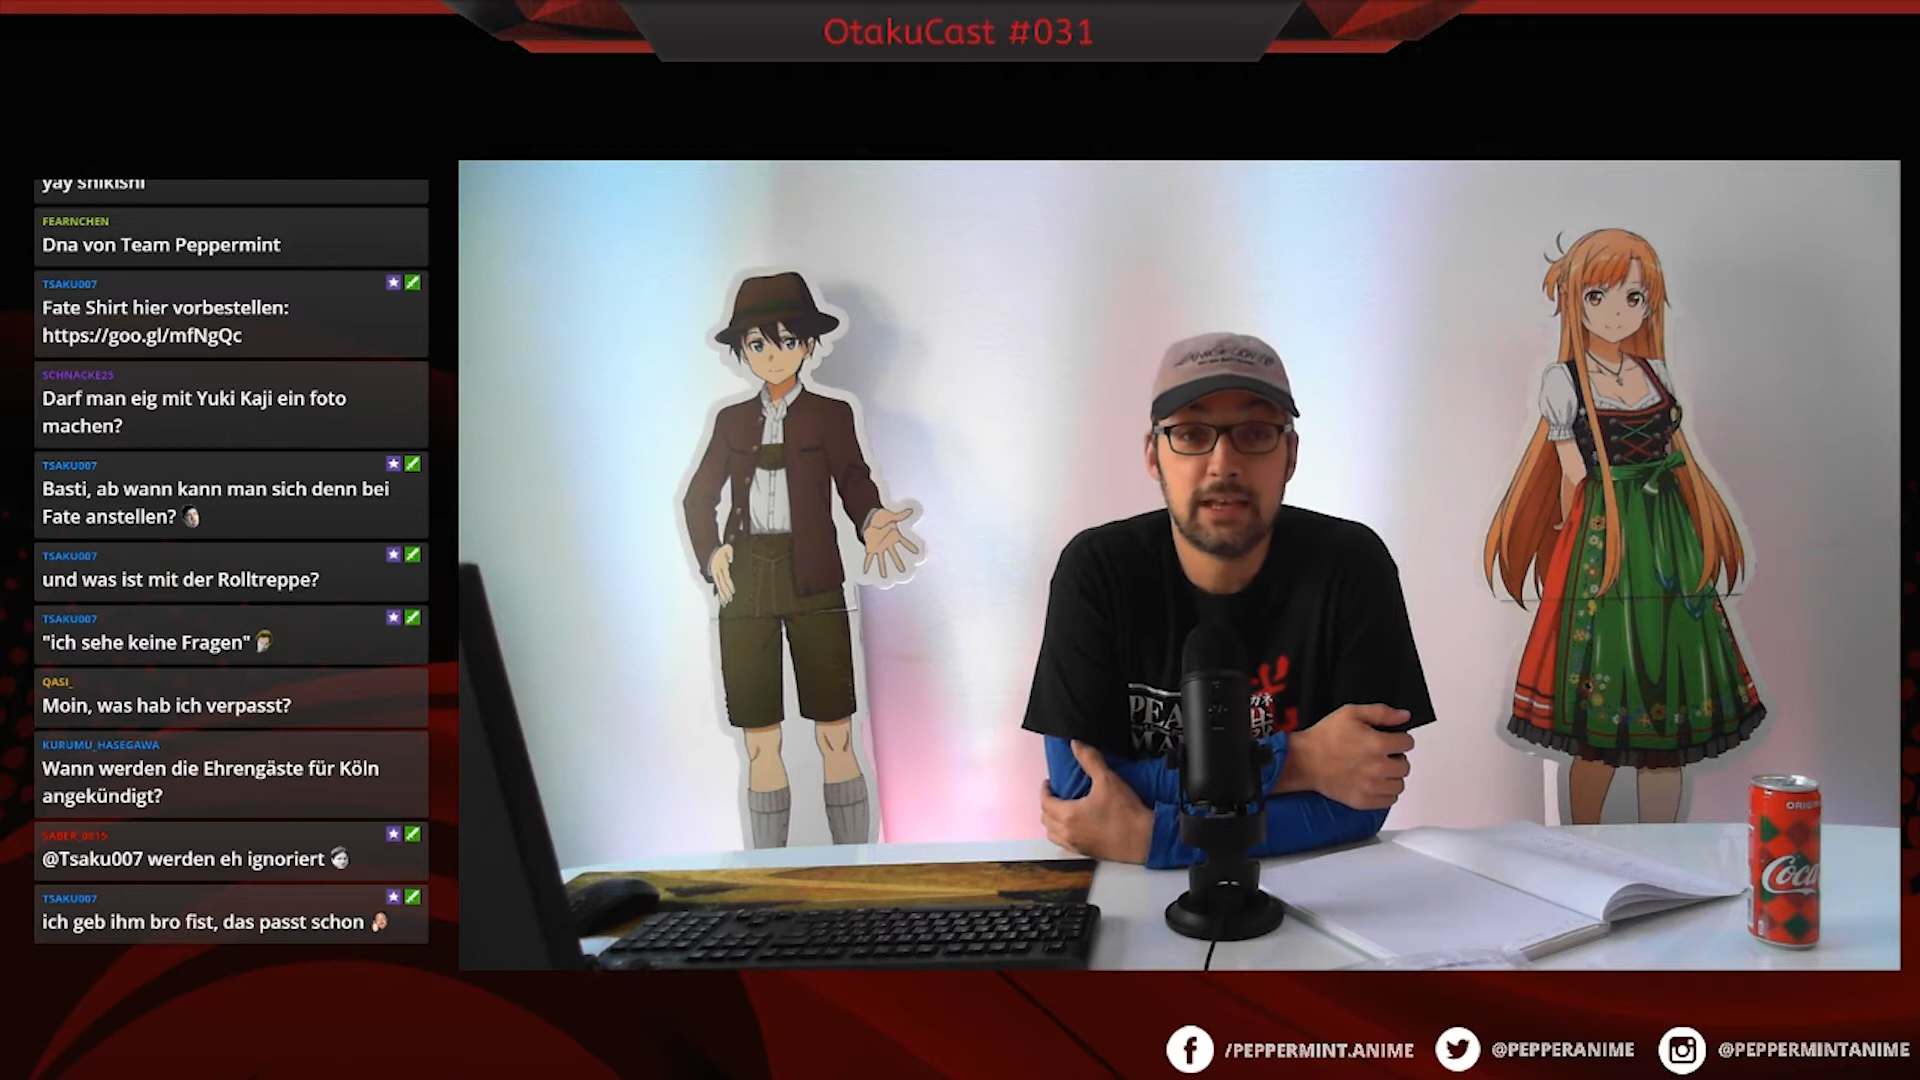 OtakuCast #031
yay shikishi
FEARNCHEN
Dna von Team Peppermint
TSAKU007
Fate Shirt hier vorbestellen:
https://goo.gl/mfNgQc
SCHNACKE25
Darf man eig mit Yuki Kaji ein foto
machen?
TSAKU007
Basti, ab wann kann man sich denn bei
Fate anstellen?
TSAKU007
und was ist mit der Rolltreppe?
TSAKU007
"ich sehe keine Fragen"
QASI_
Moin, was hab ich verpasst?
KURUMU_HASEGAWA
Wann werden die Ehrengäste für Köln
angekündigt?
SABER_0815
@Tsaku007 werden eh ignoriert
TSAKU007
ich geb ihm bro fist, das passt schon
/PEPPERMINT.ANIME
@PEPPERANIME
@PEPPERMINTANIME